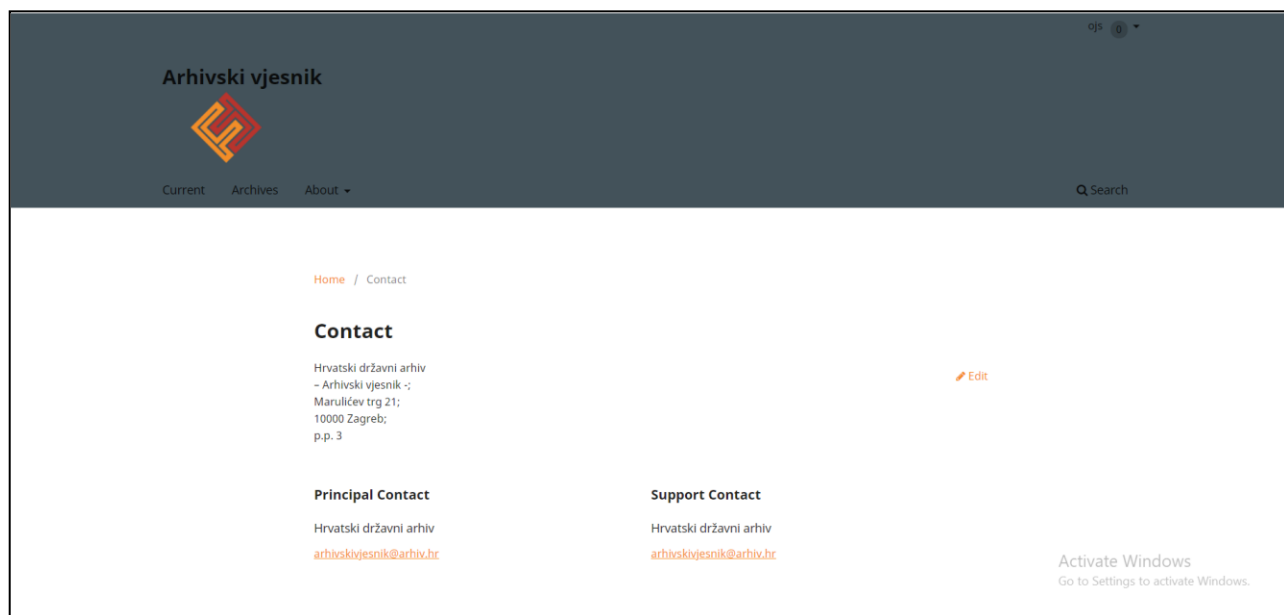 ojs 0
Arhivski vjesnik
Current Archives About Search
Home / Contact
Contact
Hrvatski državni arhiv
– Arhivski vjesnik -;
Marulićev trg 21;
10000 Zagreb;
p.p. 3
Edit
Principal Contact
Hrvatski državni arhiv
arhivskivjesnik@arhiv.hr
Support Contact
Hrvatski državni arhiv
arhivskivjesnik@arhiv.hr
Activate Windows
Go to Settings to activate Windows.